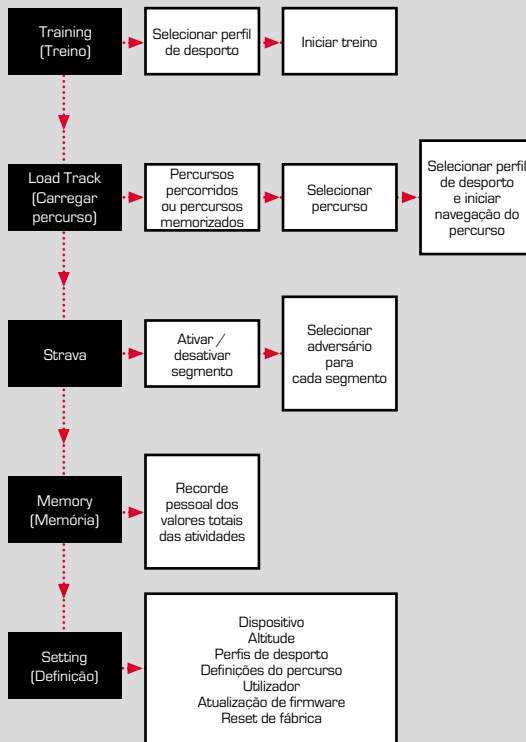 Training
(Treino)
Selecionar perfil
de desporto
Iniciar treino
Load Track
(Carregar
percurso)
Percursos
percorridos
ou percursos
memorizados
Selecionar
percurso
Selecionar perfil
de desporto
e iniciar
navegação do
percurso
Strava
Ativar /
desativar
segmento
Selecionar
adversário
para
cada segmento
Memory
(Memória)
Recorde
pessoal dos
valores totais
das atividades
Setting
(Definição)
Dispositivo
Altitude
Perfis de desporto
Definições do percurso
Utilizador
Atualização de firmware
Reset de fábrica